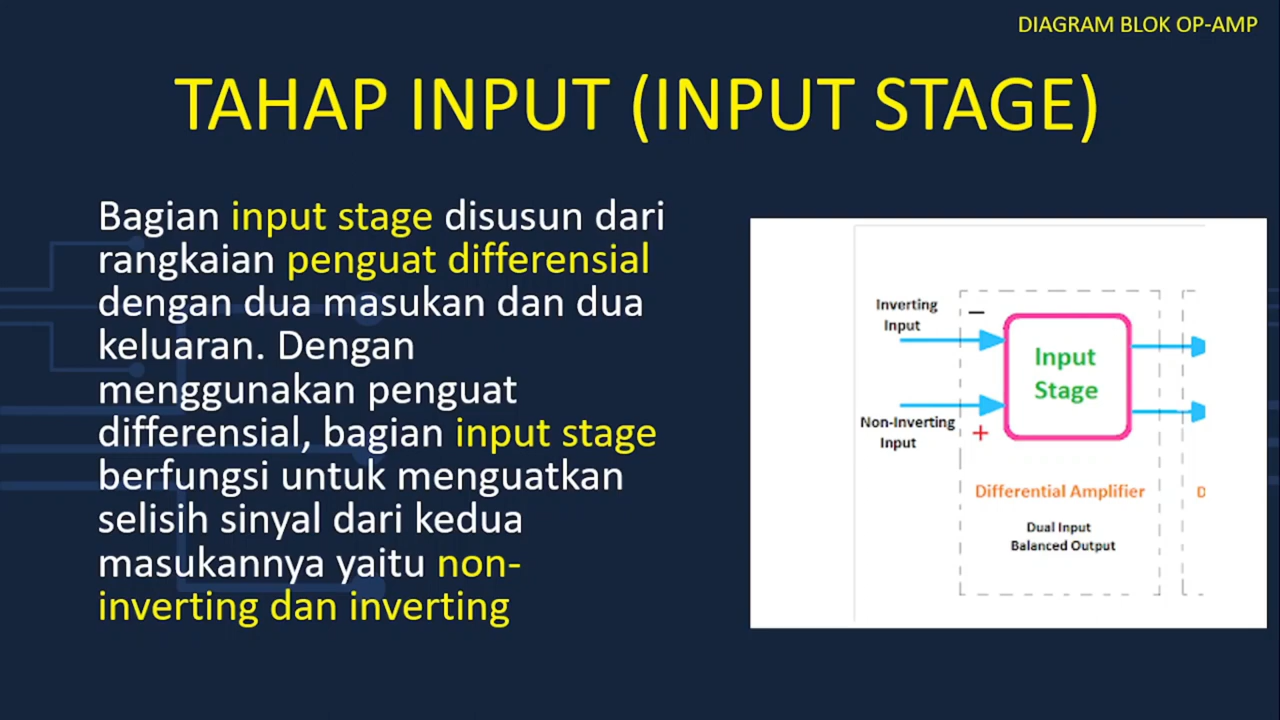 DIAGRAM BLOK OP-AMP
TAHAP INPUT (INPUT STAGE)
Bagian input stage disusun dari
rangkaian penguat differensial
dengan dua masukan dan dua
keluaran. Dengan
menggunakan penguat
differensial, bagian input stage
berfungsi untuk menguatkan
selisih sinyal dari kedua
masukannya yaitu non-
inverting dan inverting
Inverting
Input
−
Input
Stage
Non-Inverting
Input
+
Differential Amplifier
D
Dual Input
Balanced Output